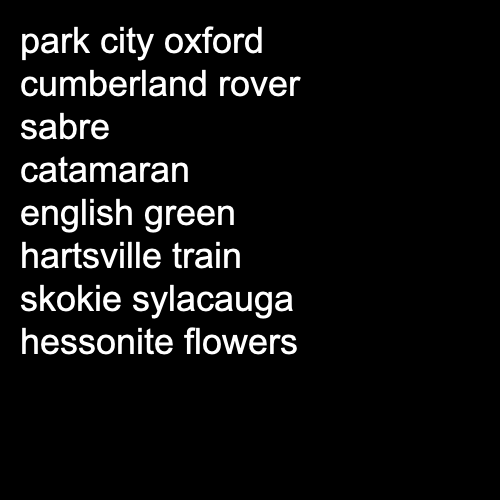 park city oxford
cumberland rover
sabre
catamaran
english green
hartsville train
skokie sylacauga
hessonite flowers